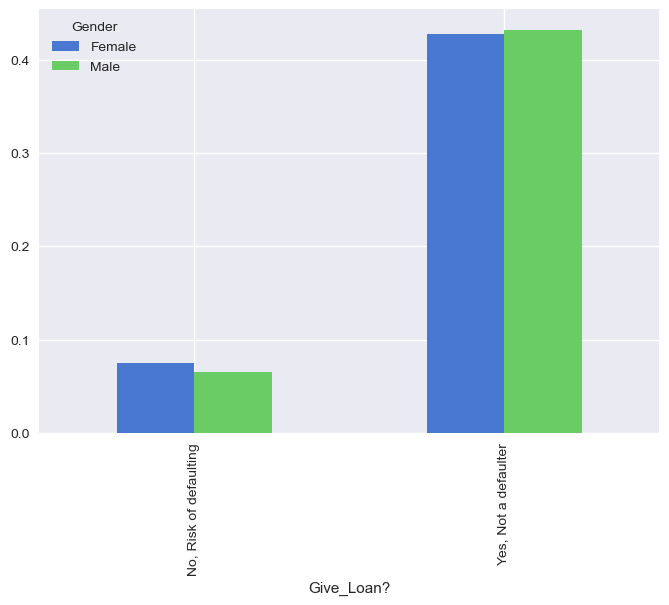 Gender
Female
Male
0.4
0.3
0.2
0.1
0.0
No, Risk of defaulting
Yes, Not a defaulter
Give_Loan?